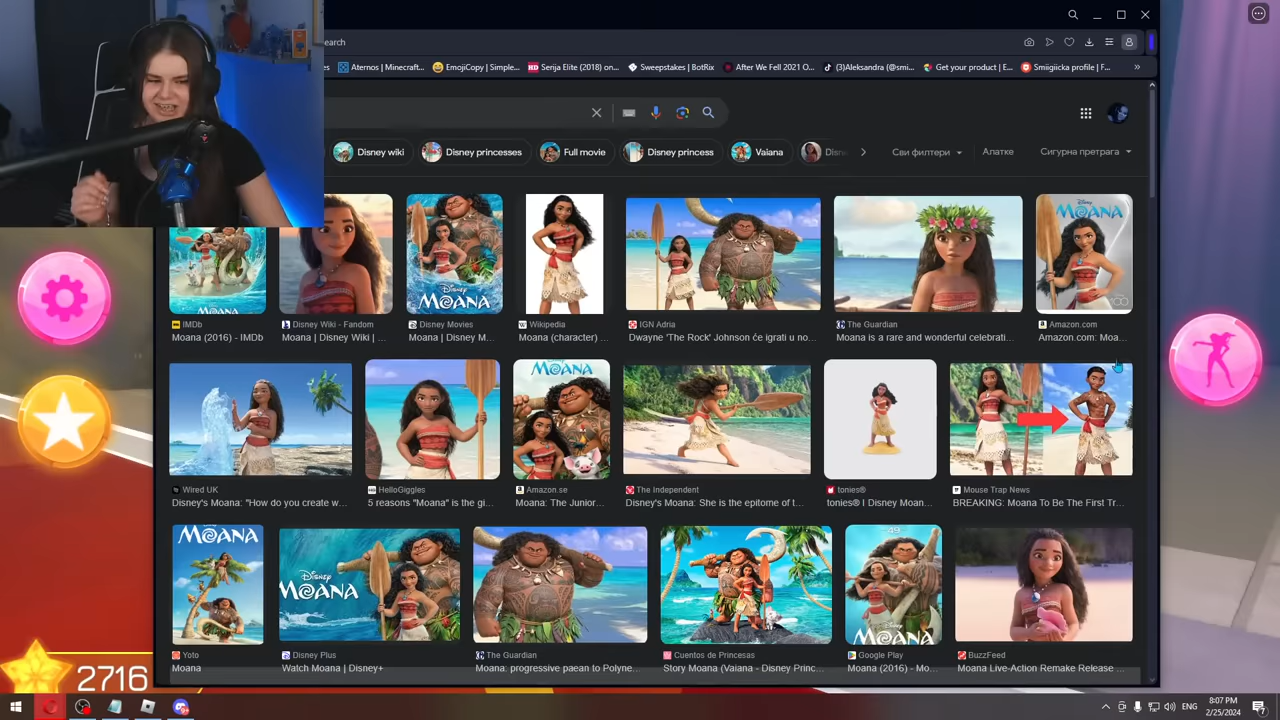 earch
es
Aternos | Minecraft...
EmojiCopy | Simple...
Serija Elite (2018) on...
Sweepstakes | BotRix
After We Fell 2021 O...
(3)Aleksandra (@smi...
Get your product | E...
Smiigiicka profile | F...
Disney wiki
Disney princesses
Full movie
Disney princess
Vaiana
Сви филтери
Алатке
Сигурна претрага
IMDb
Moana (2016) - IMDb
Disney Wiki - Fandom
Moana | Disney Wiki | ...
MOANA
Disney Movies
Moana | Disney M...
Wikipedia
Moana (character) ...
IGN Adria
Dwayne 'The Rock' Johnson će igrati u no...
The Guardian
Moana is a rare and wonderful celebrati...
Disney
MOANA
100
Amazon.com
Amazon.com: Moa...
Wired UK
Disney's Moana: "How do you create w...
HelloGiggles
5 reasons "Moana" is the gi...
MOANA
Amazon.se
Moana: The Junior...
The Independent
Disney's Moana: She is the epitome of t...
tonies®
tonies® I Disney Moan...
Mouse Trap News
BREAKING: Moana To Be The First Tr...
MOANA
Yoto
Moana
Disney
MOANA
Disney Plus
Watch Moana | Disney+
The Guardian
Moana: progressive paean to Polyne...
Cuentos de Princesas
Story Moana (Vaiana - Disney Princ...
MOANA
Google Play
Moana (2016) - Mo...
BuzzFeed
Moana Live-Action Remake Release ...
2716
ENG
8:07 PM
2/25/2024